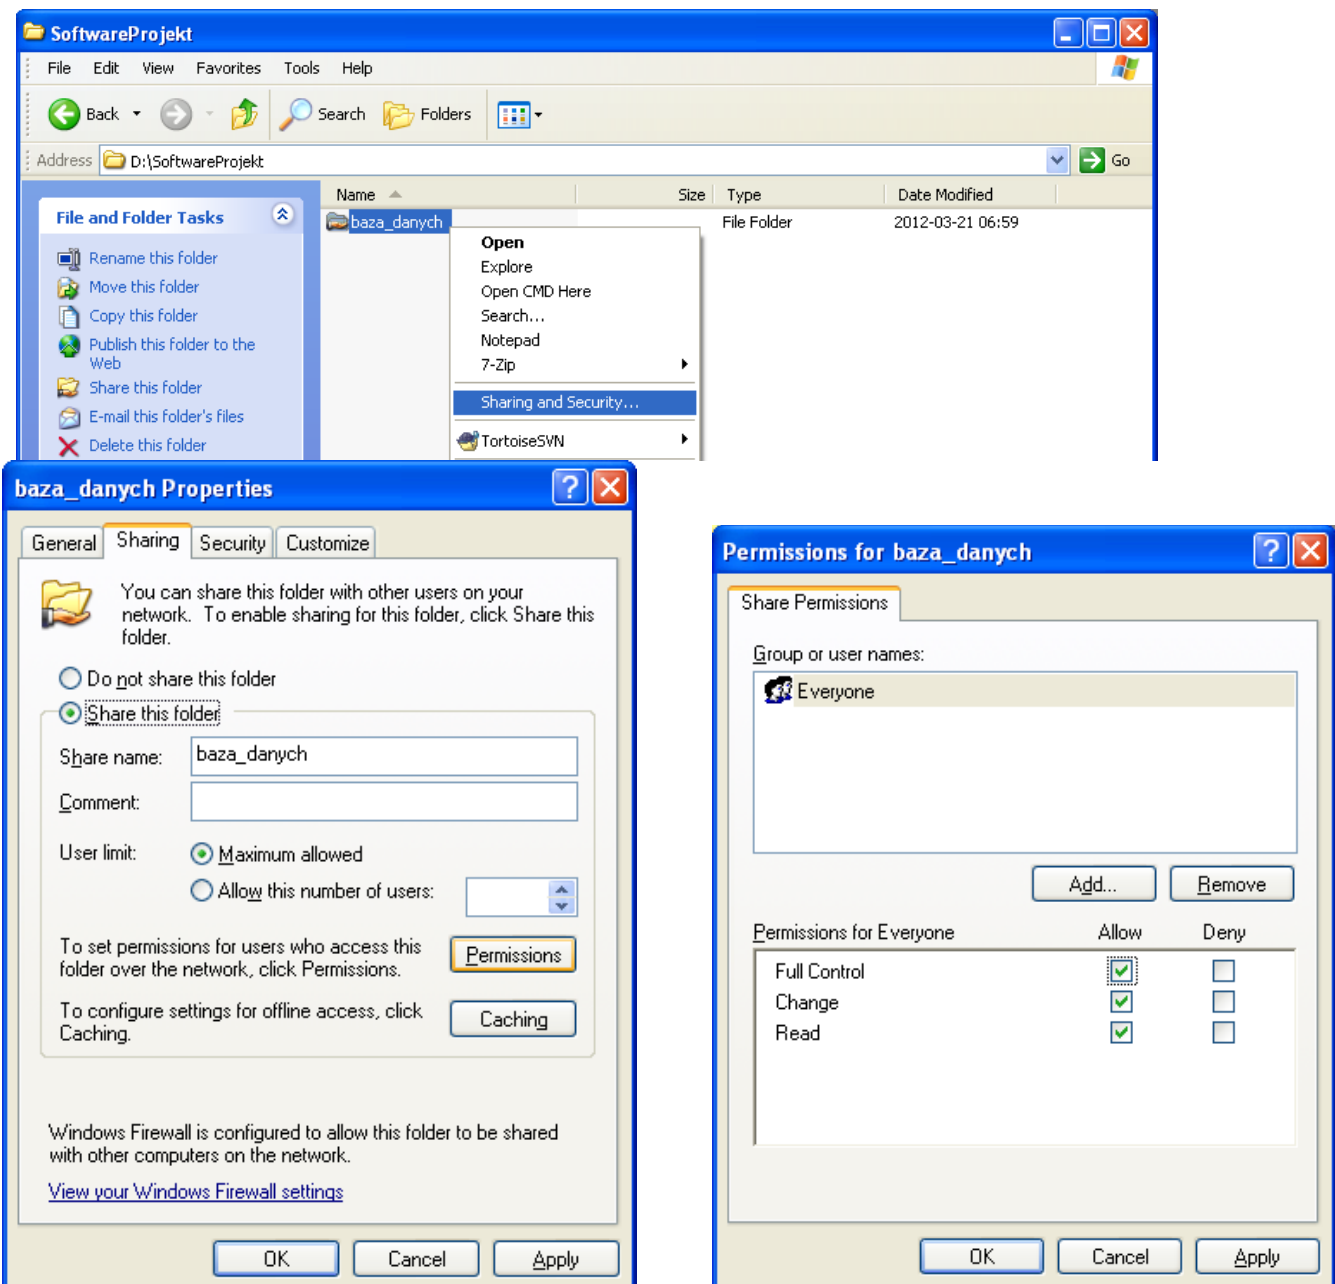 SoftwareProjekt
File Edit View Favorites Tools Help
Back Search Folders
Address D:\SoftwareProjekt Go
Name Size Type Date Modified
File and Folder Tasks
baza_danych File Folder 2012-03-21 06:59
Rename this folder
Move this folder
Copy this folder
Publish this folder to the
Web
Share this folder
E-mail this folder's files
Delete this folder
Open
Explore
Open CMD Here
Search...
Notepad
7-Zip
Sharing and Security...
TortoiseSVN
baza_danych Properties
General Sharing Security Customize
You can share this folder with other users on your
network. To enable sharing for this folder, click Share this
folder.
Do not share this folder
Share this folder
Share name: baza_danych
Comment:
User limit: Maximum allowed
Allow this number of users:
To set permissions for users who access this
folder over the network, click Permissions.
Permissions
To configure settings for offline access, click
Caching.
Caching
Windows Firewall is configured to allow this folder to be shared
with other computers on the network.
View your Windows Firewall settings
OK Cancel Apply
Permissions for baza_danych
Share Permissions
Group or user names:
Everyone
Add... Remove
Permissions for Everyone Allow Deny
Full Control
Change
Read
OK Cancel Apply